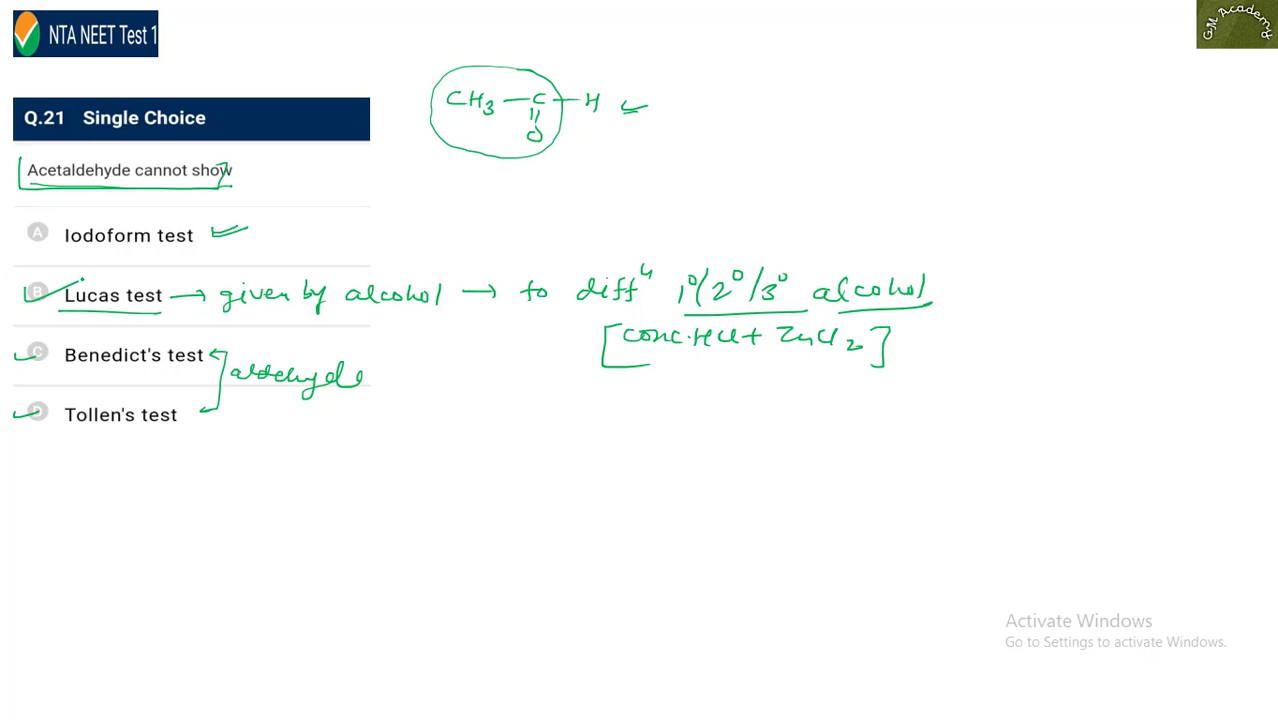 NTA NEET Test 1
GM Academy
CH3 — C — H
O
Q.21 Single Choice
Acetaldehyde cannot show
A Iodoform test
B Lucas test → given by alcohol → to diff 1°/2°/3° alcohol
[conc. HCl + ZnCl2]
C Benedict's test
aldehyde
D Tollen's test
Activate Windows
Go to Settings to activate Windows.